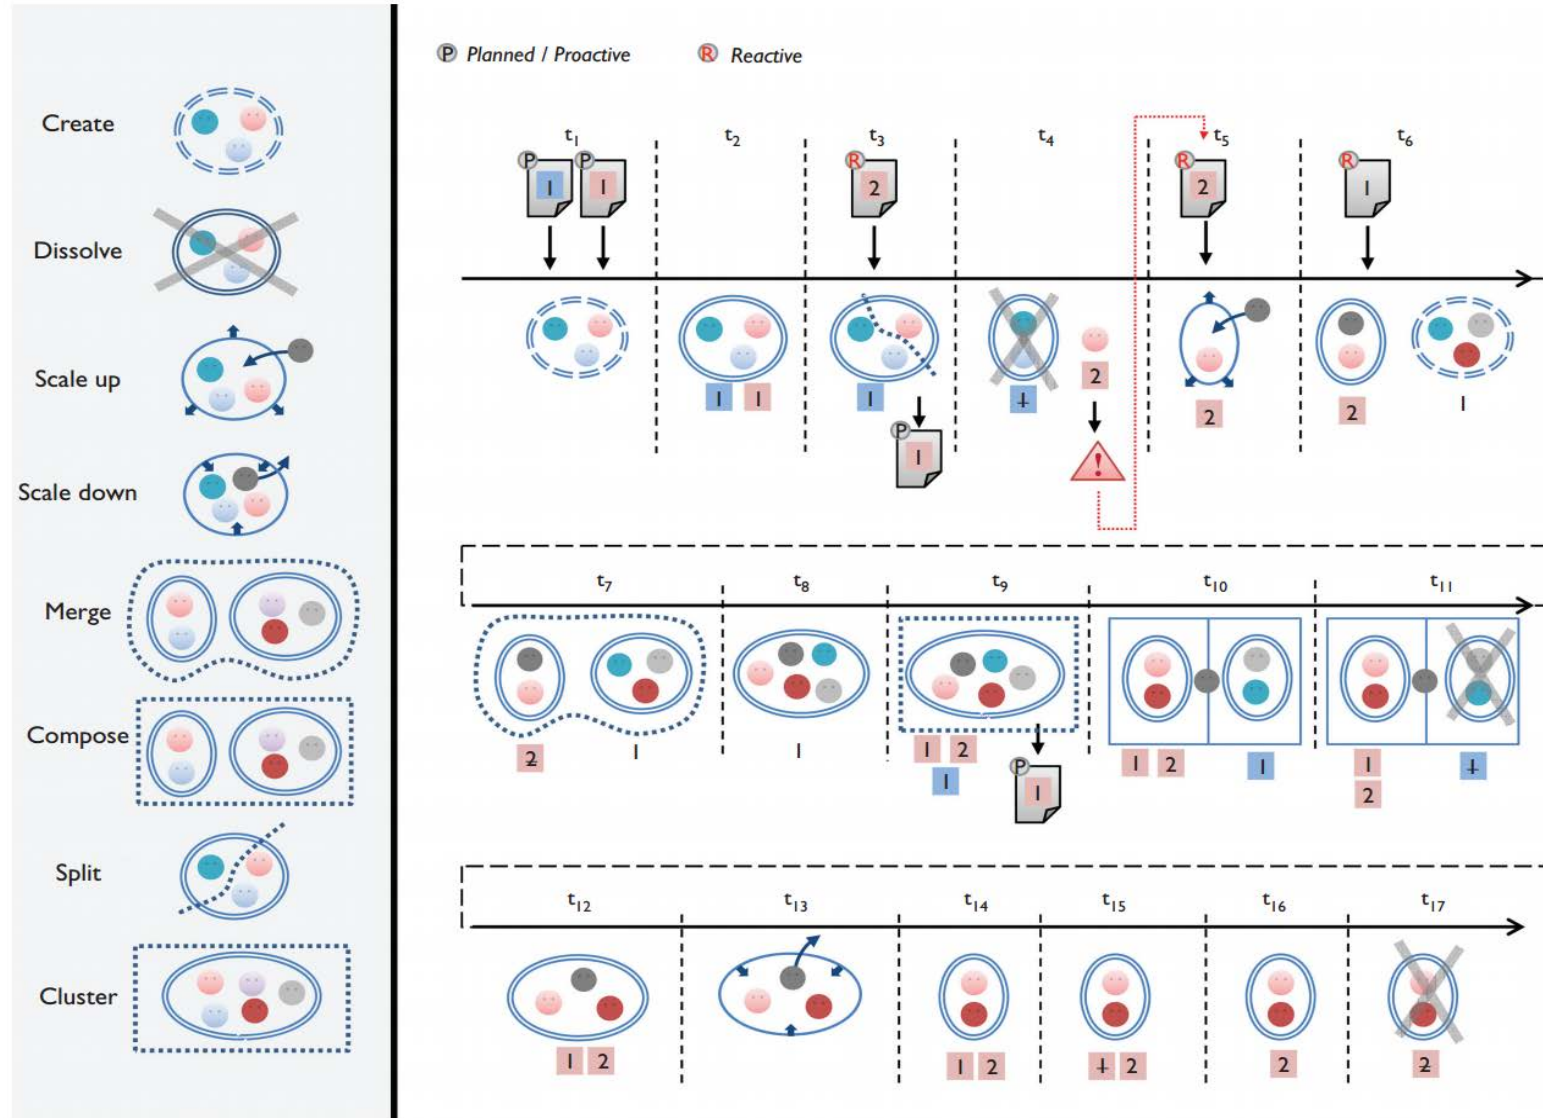 Create
Dissolve
Scale up
Scale down
Merge
Compose
Split
Cluster
P Planned / Proactive R Reactive
t1 t2 t3 t4 t5 t6
P P R R R
1 1 2 2 1
1 1 1 1 2 2 2 1
P
1 !
t7 t8 t9 t10 t11
2 1 1 1 2 1 2 1 1 1
1 2
P
1
t12 t13 t14 t15 t16 t17
1 2 1 2 1 2 2 2